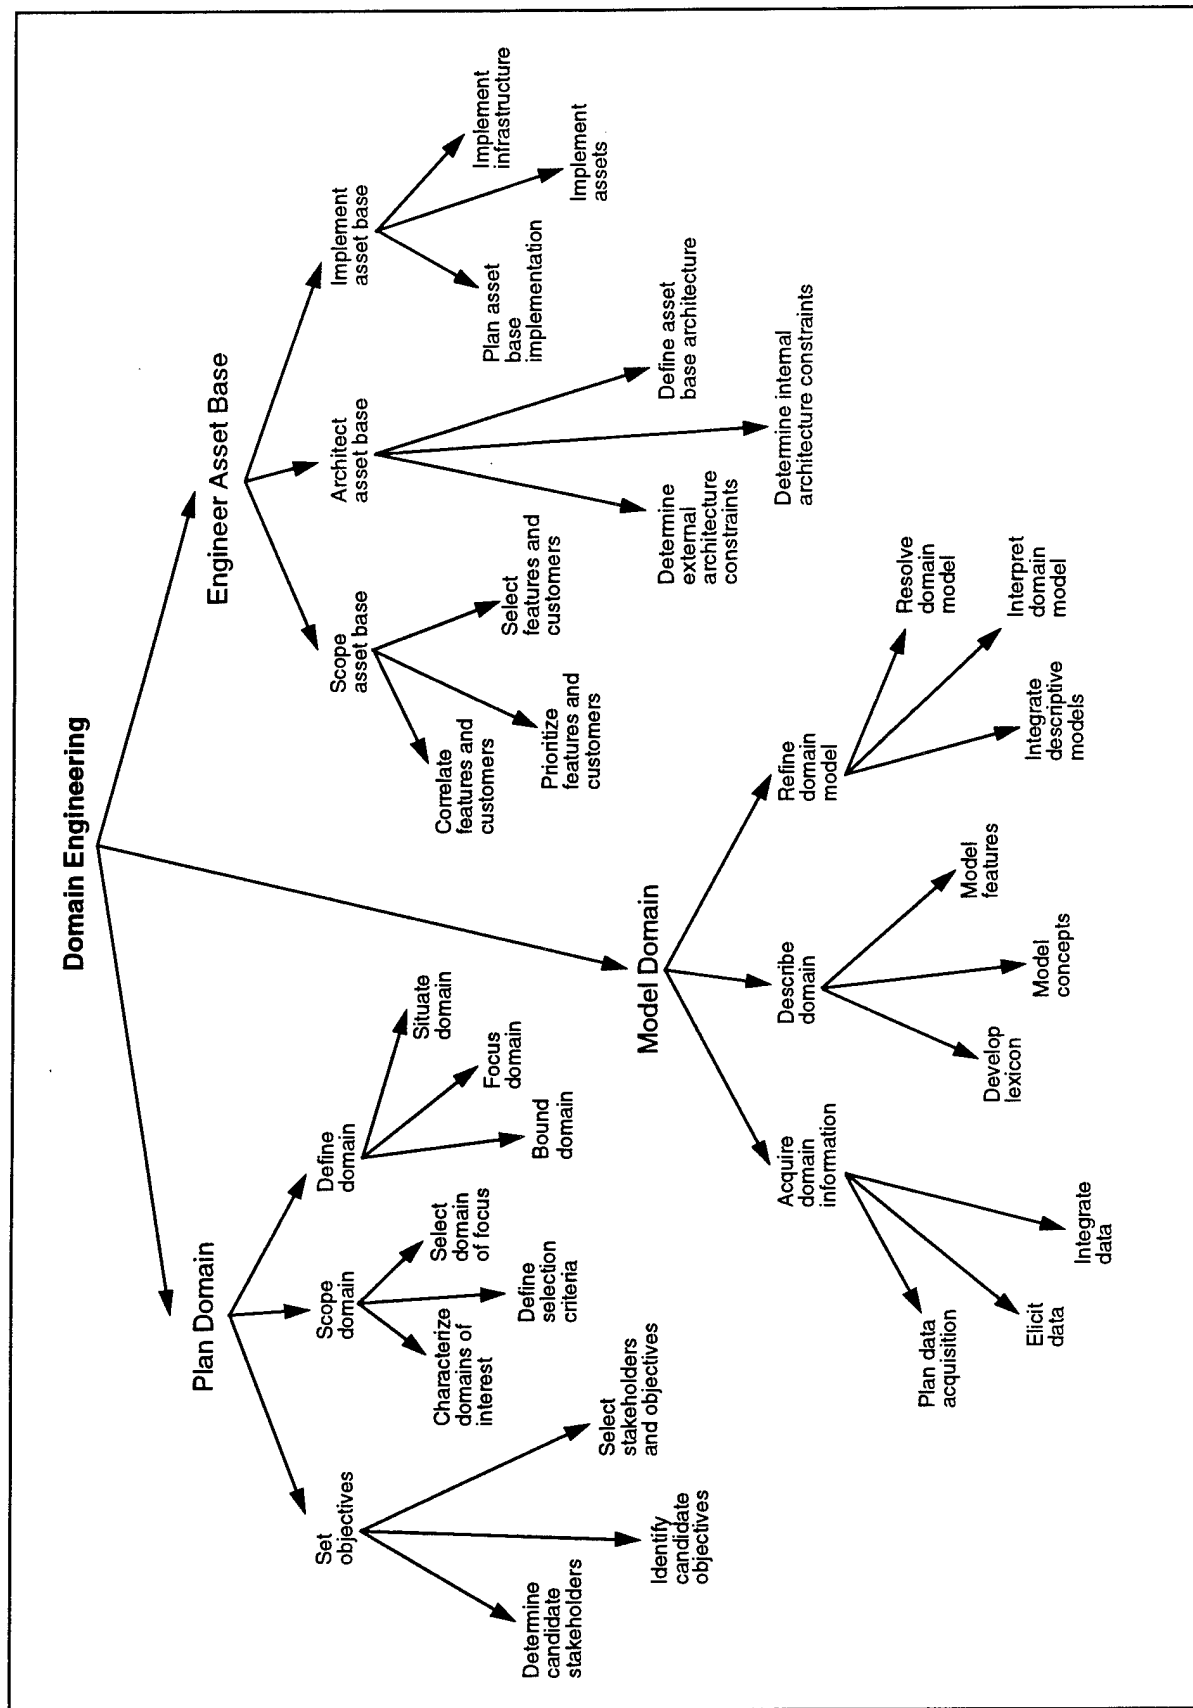 Domain Engineering
Plan Domain
Set
objectives
Determine
candidate
stakeholders
Identify
candidate
objectives
Select
stakeholders
and objectives
Scope
domain
Characterize
domains of
interest
Define
selection
criteria
Select
domain
of focus
Define
domain
Bound
domain
Focus
domain
Situate
domain
Model Domain
Acquire
domain
information
Plan data
acquisition
Elicit
data
Integrate
data
Describe
domain
Develop
lexicon
Model
concepts
Model
features
Refine
domain
model
Integrate
descriptive
models
Interpret
domain
model
Resolve
domain
model
Engineer Asset Base
Scope
asset base
Correlate
features and
customers
Prioritize
features and
customers
Select
features and
customers
Architect
asset base
Determine
external
architecture
constraints
Determine internal
architecture constraints
Define asset
base architecture
Implement
asset base
Plan asset
base
implementation
Implement
assets
Implement
infrastructure